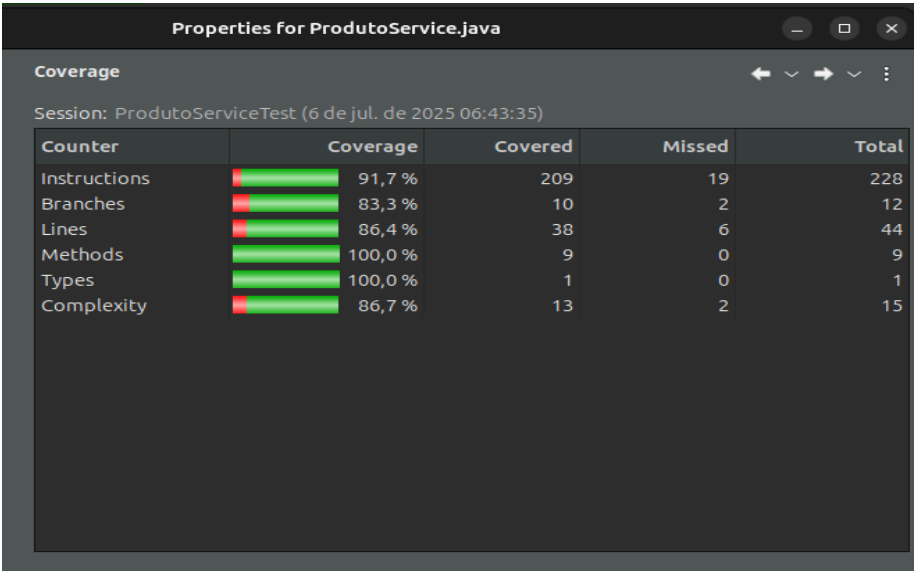 Properties for ProdutoService.java
Coverage
Session: ProdutoServiceTest (6 de jul. de 2025 06:43:35)
Counter Coverage Covered Missed Total
Instructions 91,7 % 209 19 228
Branches 83,3 % 10 2 12
Lines 86,4 % 38 6 44
Methods 100,0 % 9 0 9
Types 100,0 % 1 0 1
Complexity 86,7 % 13 2 15